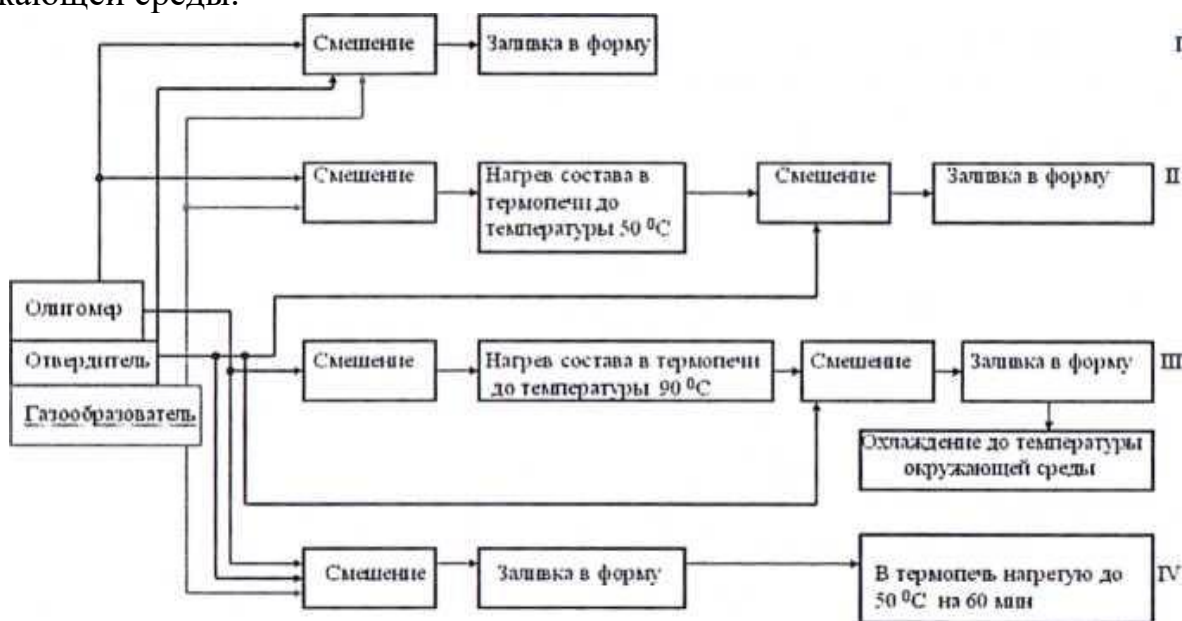 кающей среды.
Смешение
Заливка в форму
I
Смешение
Нагрев состава в
термопечи до
температуры 50 ⁰С
Смешение
Заливка в форму
II
Олигомер
Отвердитель
Газообразователь
Смешение
Нагрев состава в термопечи
до температуры 90 ⁰С
Смешение
Заливка в форму
III
Охлаждение до температуры
окружающей среды
Смешение
Заливка в форму
В термопечь нагретую до
50 ⁰С на 60 мин
IV